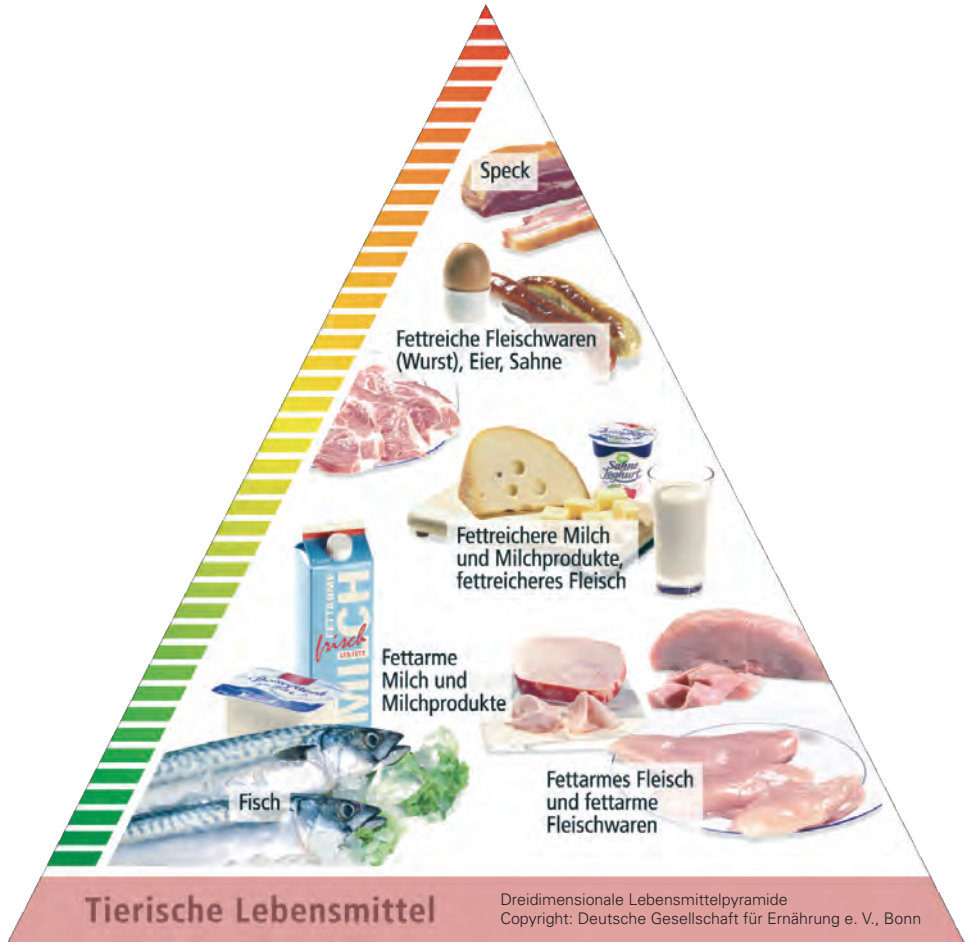 Speck
Fettreiche Fleischwaren
(Wurst), Eier, Sahne
Sahne
Joghurt
Fettreichere Milch
und Milchprodukte,
fettreicheres Fleisch
FETTARME
frisch
MILCH
Fettarme
Milch und
Milchprodukte
Fisch
Fettarmes Fleisch
und fettarme
Fleischwaren
Tierische Lebensmittel
Dreidimensionale Lebensmittelpyramide
Copyright: Deutsche Gesellschaft für Ernährung e. V., Bonn